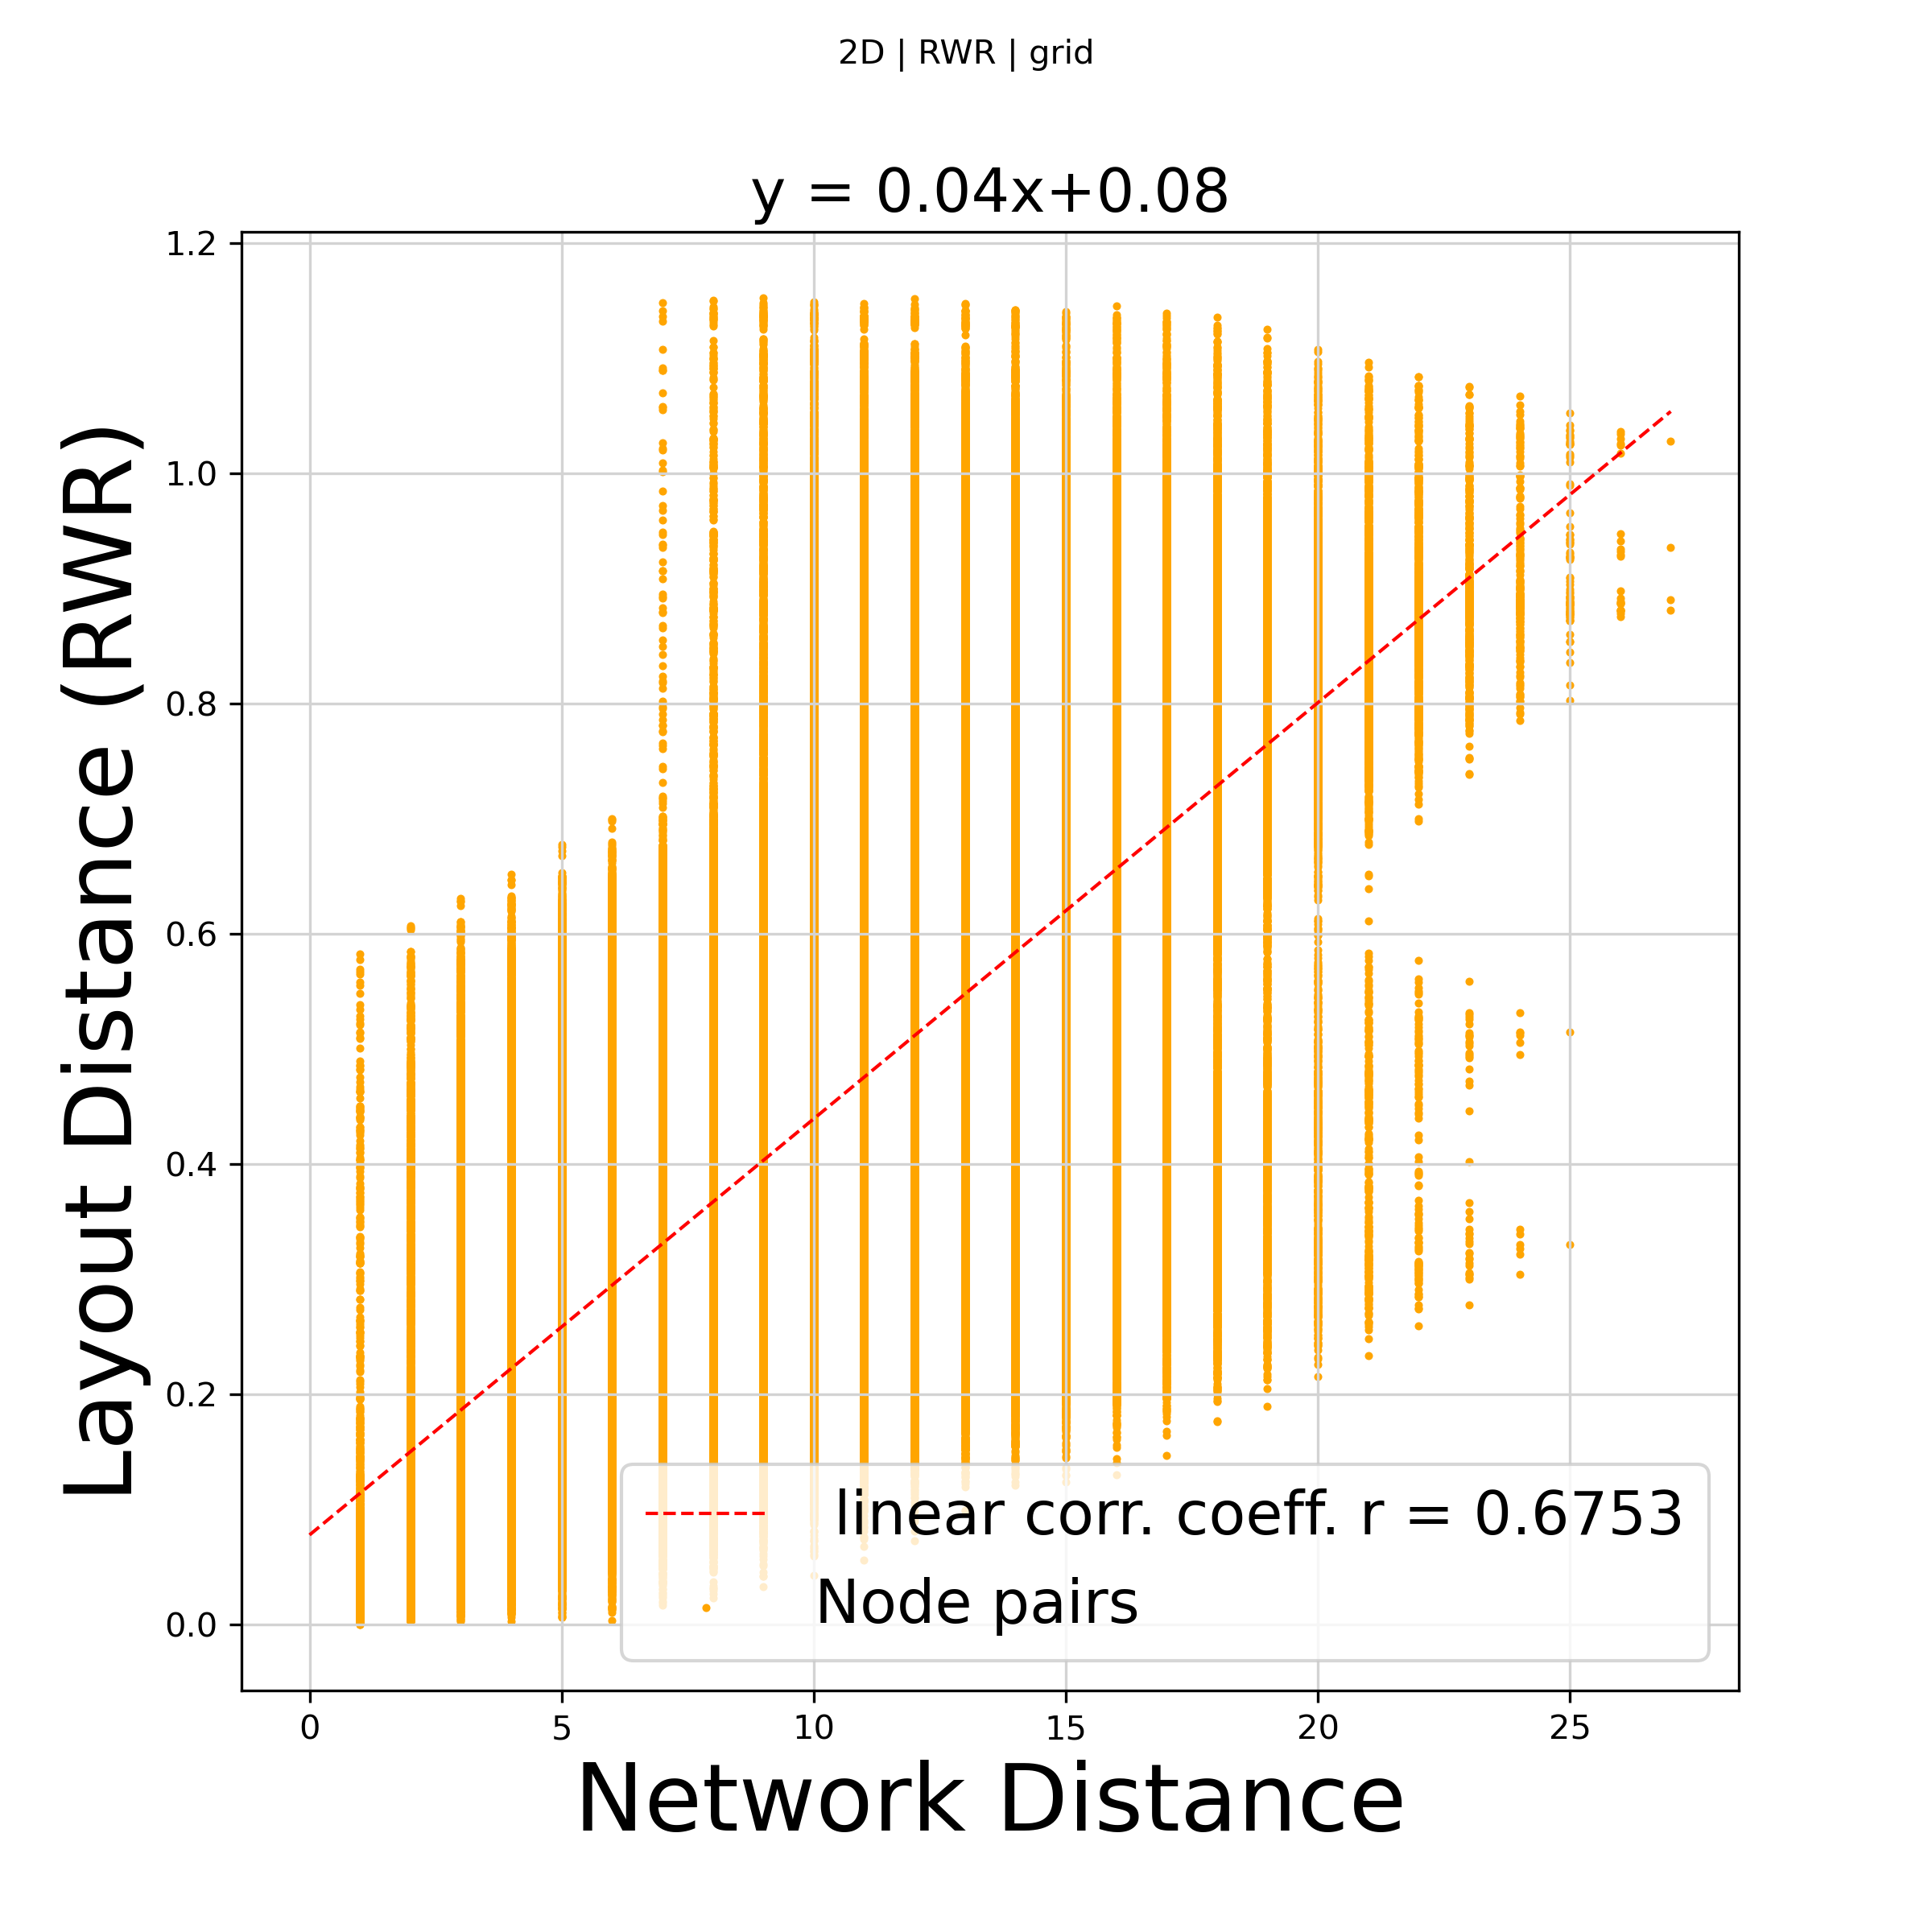 2D | RWR | grid
y = 0.04x+0.08
Layout Distance (RWR)
1.2
1.0
0.8
0.6
0.4
0.2
0.0
linear corr. coeff. r = 0.6753
Node pairs
0 5 10 15 20 25
Network Distance